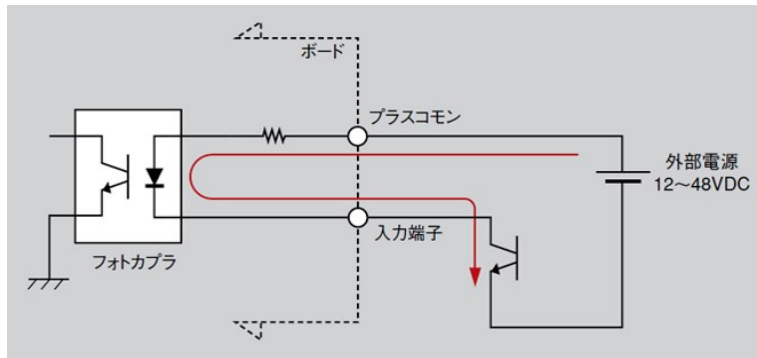 ボード
プラスコモン
外部電源
12～48VDC
入力端子
フォトカプラ